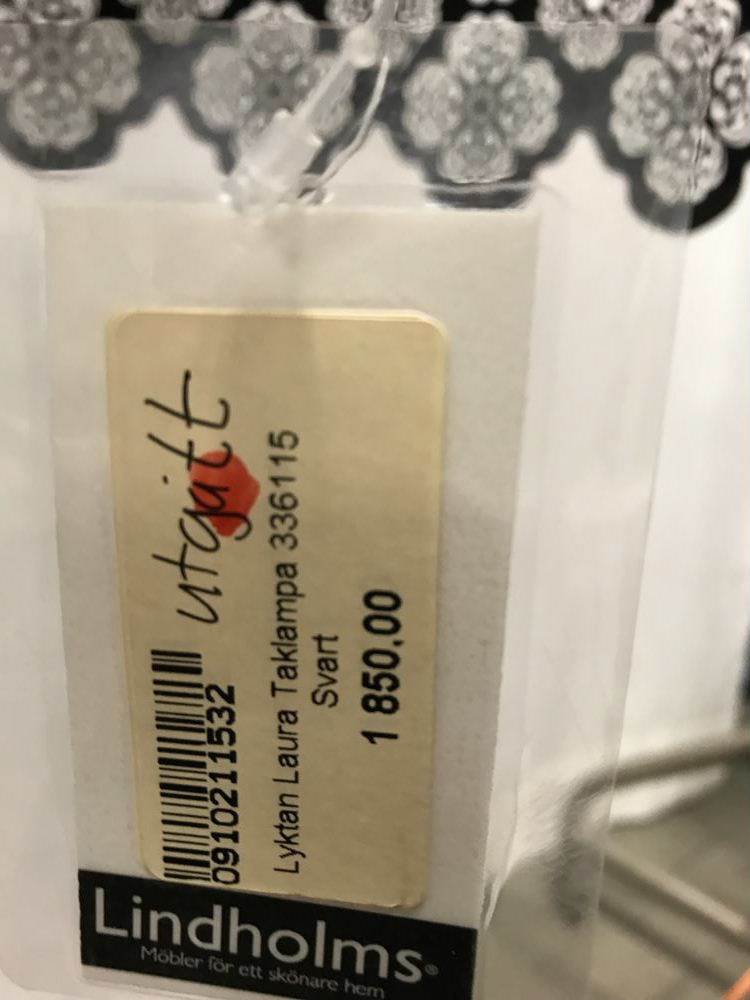 utgått
0910211532
Lyktan Laura Taklampa 336115
Svart
1 850,00
Lindholms®
Möbler för ett skönare hem